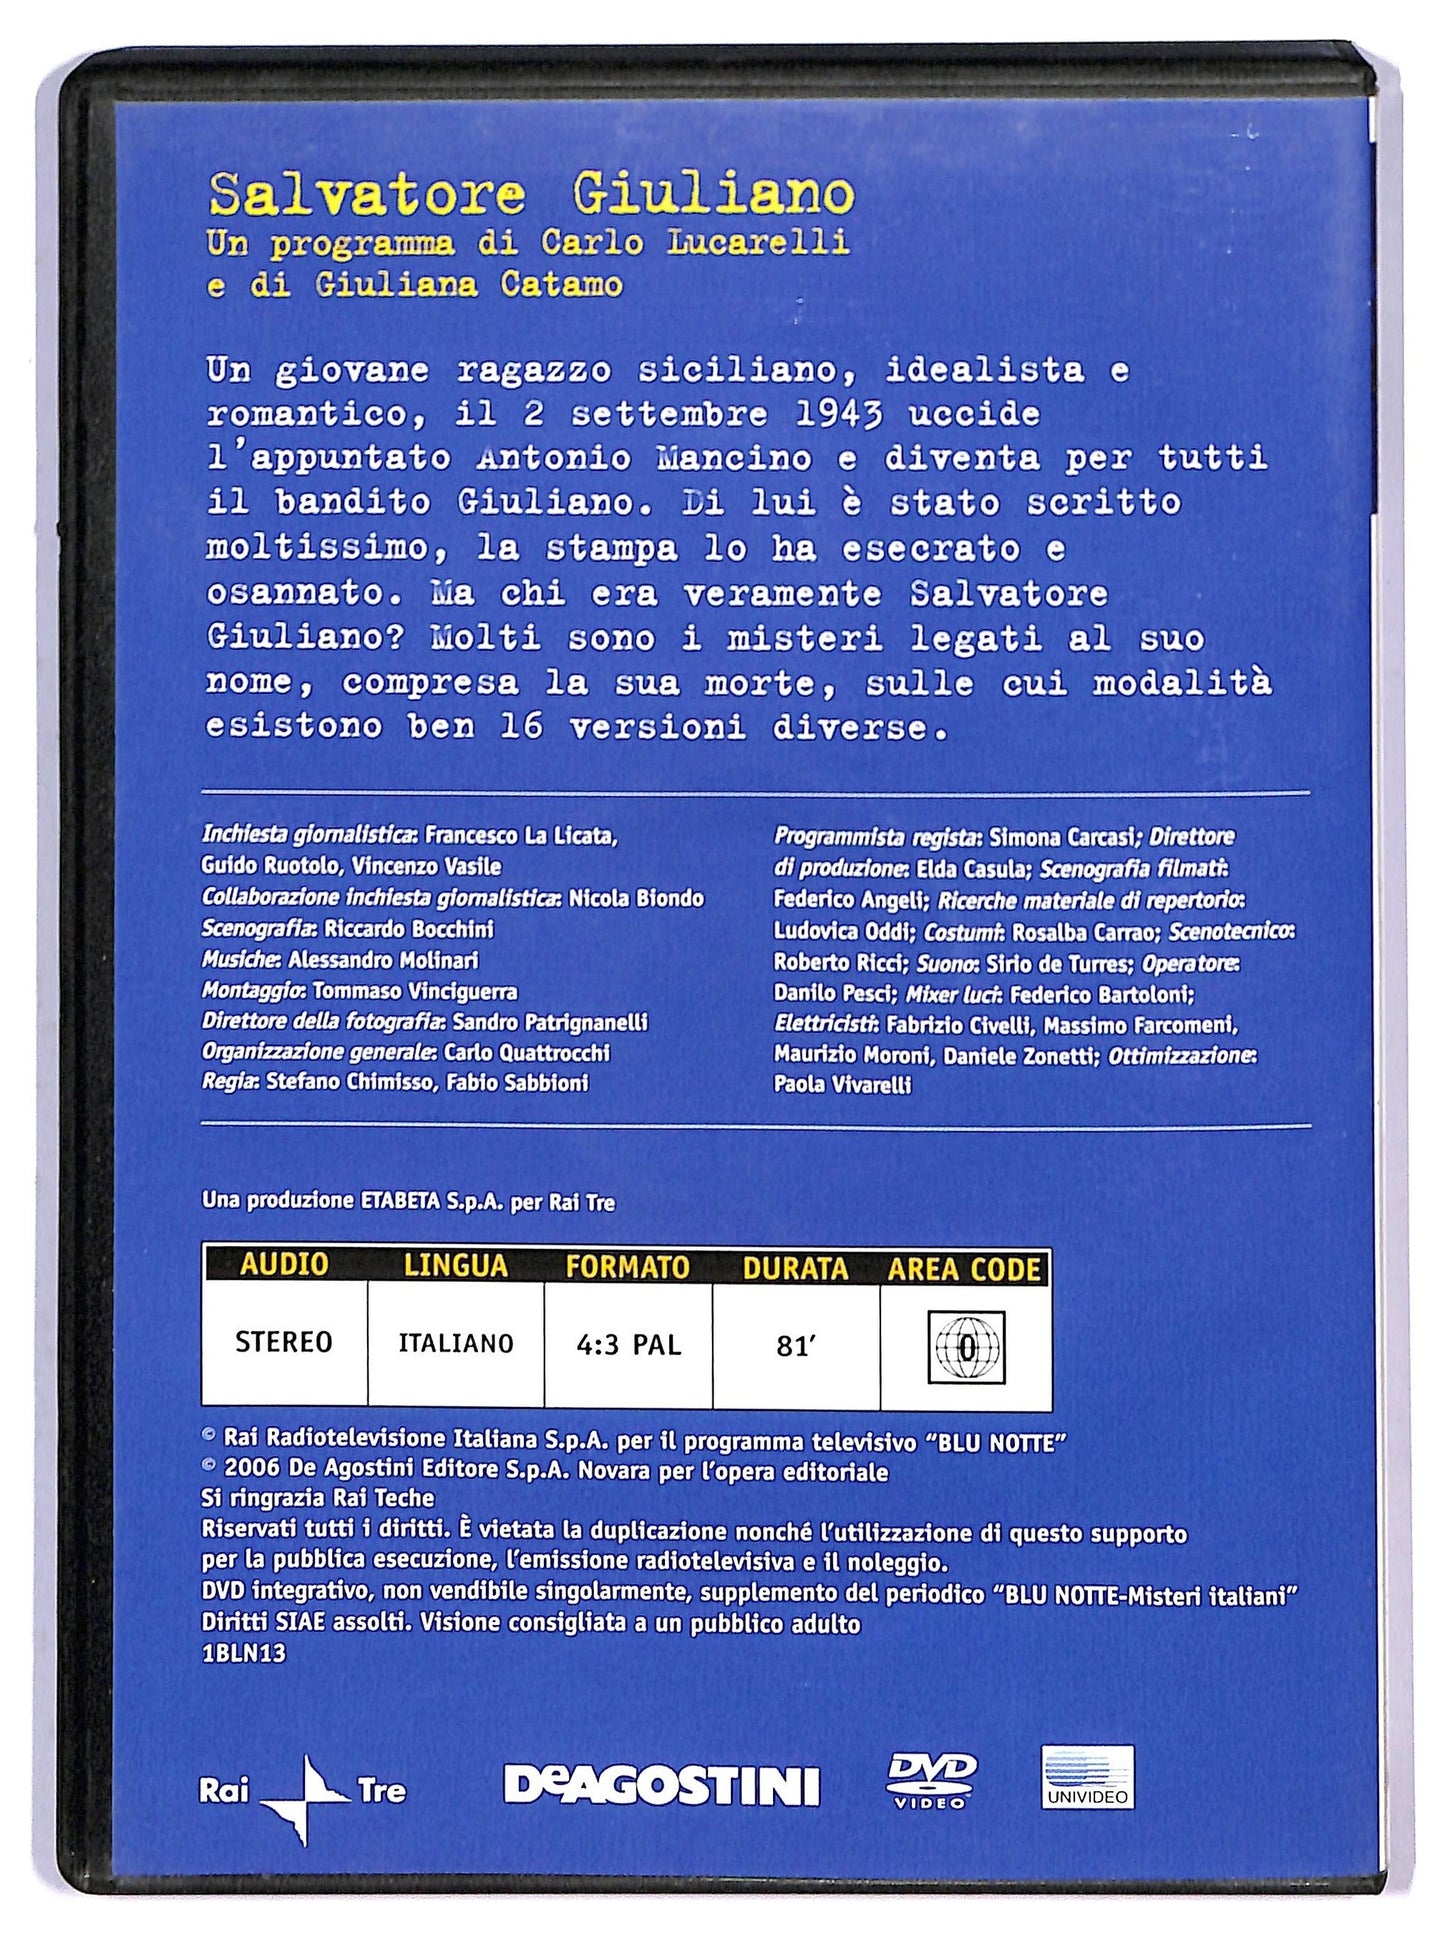 Salvatore Giuliano
Un programma di Carlo Lucarelli
e di Giuliana Catamo
Un giovane ragazzo siciliano, idealista e
romantico, il 2 settembre 1943 uccide
l'appuntato Antonio Mancino e diventa per tutti
il bandito Giuliano. Di lui è stato scritto
moltissimo, la stampa lo ha esecrato e
osannato. Ma chi era veramente Salvatore
Giuliano? Molti sono i misteri legati al suo
nome, compresa la sua morte, sulle cui modalità
esistono ben 16 versioni diverse.
Inchiesta giornalistica: Francesco La Licata,
Guido Ruotolo, Vincenzo Vasile
Collaborazione inchiesta giornalistica: Nicola Biondo
Scenografia: Riccardo Bocchini
Musiche: Alessandro Molinari
Montaggio: Tommaso Vinciguerra
Direttore della fotografia: Sandro Patrignanelli
Organizzazione generale: Carlo Quattrocchi
Regia: Stefano Chimisso, Fabio Sabbioni
Programmista regista: Simona Carcasi; Direttore
di produzione: Elda Casula; Scenografia filmati:
Federico Angeli; Ricerche materiale di repertorio:
Ludovica Oddi; Costumi: Rosalba Carrao; Scenotecnico:
Roberto Ricci; Suono: Sirio de Turres; Operatore:
Danilo Pesci; Mixer luci: Federico Bartoloni;
Elettricisti: Fabrizio Civelli, Massimo Farcomeni,
Maurizio Moroni, Daniele Zonetti; Ottimizzazione:
Paola Vivarelli
Una produzione ETABETA S.p.A. per Rai Tre
AUDIO LINGUA FORMATO DURATA AREA CODE
STEREO ITALIANO 4:3 PAL 81' 0
© Rai Radiotelevisione Italiana S.p.A. per il programma televisivo "BLU NOTTE"
© 2006 De Agostini Editore S.p.A. Novara per l'opera editoriale
Si ringrazia Rai Teche
Riservati tutti i diritti. È vietata la duplicazione nonché l'utilizzazione di questo supporto
per la pubblica esecuzione, l'emissione radiotelevisiva e il noleggio.
DVD integrativo, non vendibile singolarmente, supplemento del periodico "BLU NOTTE-Misteri italiani"
Diritti SIAE assolti. Visione consigliata a un pubblico adulto
1BLN13
Rai Tre DeAGOSTINI DVD VIDEO UNIVIDEO